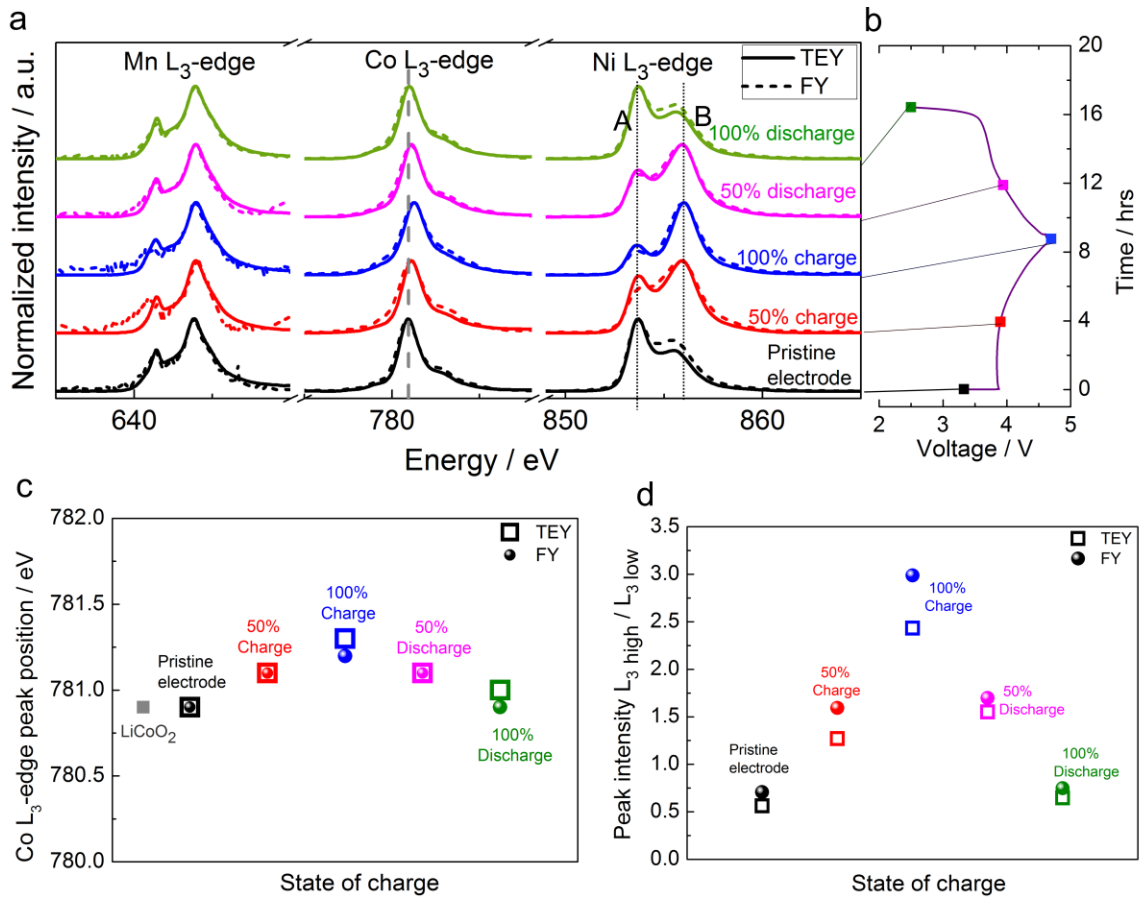 a
Normalized intensity / a.u.
Mn L3-edge
Co L3-edge
Ni L3-edge
TEY
FY
A
B
100% discharge
50% discharge
100% charge
50% charge
Pristine
electrode
640
780
850
860
Energy / eV
b
20
16
12
8
4
0
Time / hrs
2
3
4
5
Voltage / V
c
Co L3-edge peak position / eV
782.0
781.5
781.0
780.5
780.0
TEY
FY
LiCoO2
Pristine
electrode
50%
Charge
100%
Charge
50%
Discharge
100%
Discharge
State of charge
d
Peak intensity L3 high / L3 low
3.5
3.0
2.5
2.0
1.5
1.0
0.5
0.0
TEY
FY
Pristine
electrode
50%
Charge
100%
Charge
50%
Discharge
100%
Discharge
State of charge